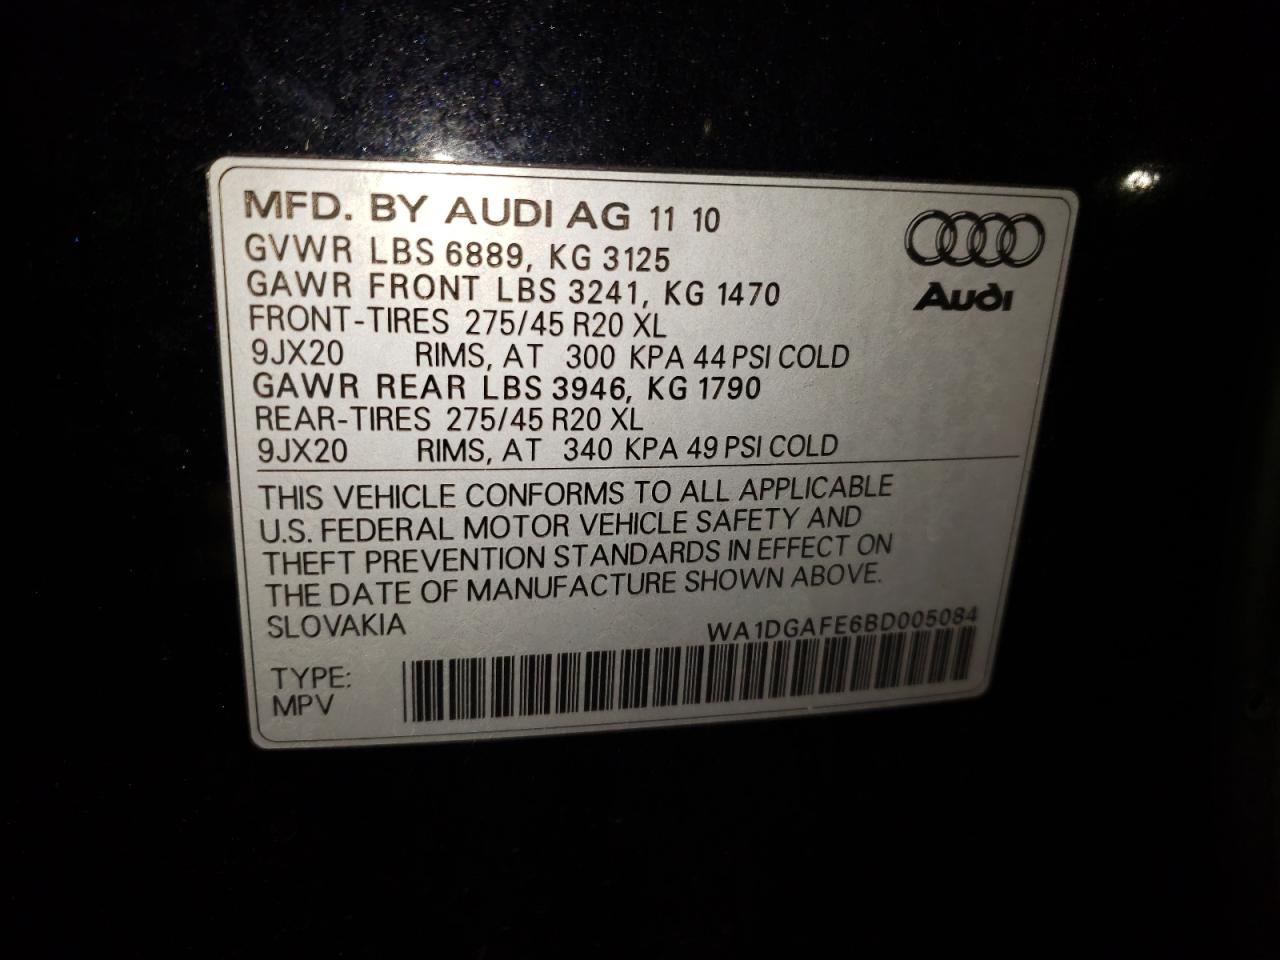 MFD. BY AUDI AG 11 10
GVWR LBS 6889, KG 3125
GAWR FRONT LBS 3241, KG 1470
FRONT-TIRES 275/45 R20 XL
9JX20 RIMS, AT 300 KPA 44 PSI COLD
GAWR REAR LBS 3946, KG 1790
REAR-TIRES 275/45 R20 XL
9JX20 RIMS, AT 340 KPA 49 PSI COLD
Audi
THIS VEHICLE CONFORMS TO ALL APPLICABLE
U.S. FEDERAL MOTOR VEHICLE SAFETY AND
THEFT PREVENTION STANDARDS IN EFFECT ON
THE DATE OF MANUFACTURE SHOWN ABOVE.
SLOVAKIA
WA1DGAFE6BD005084
TYPE:
MPV